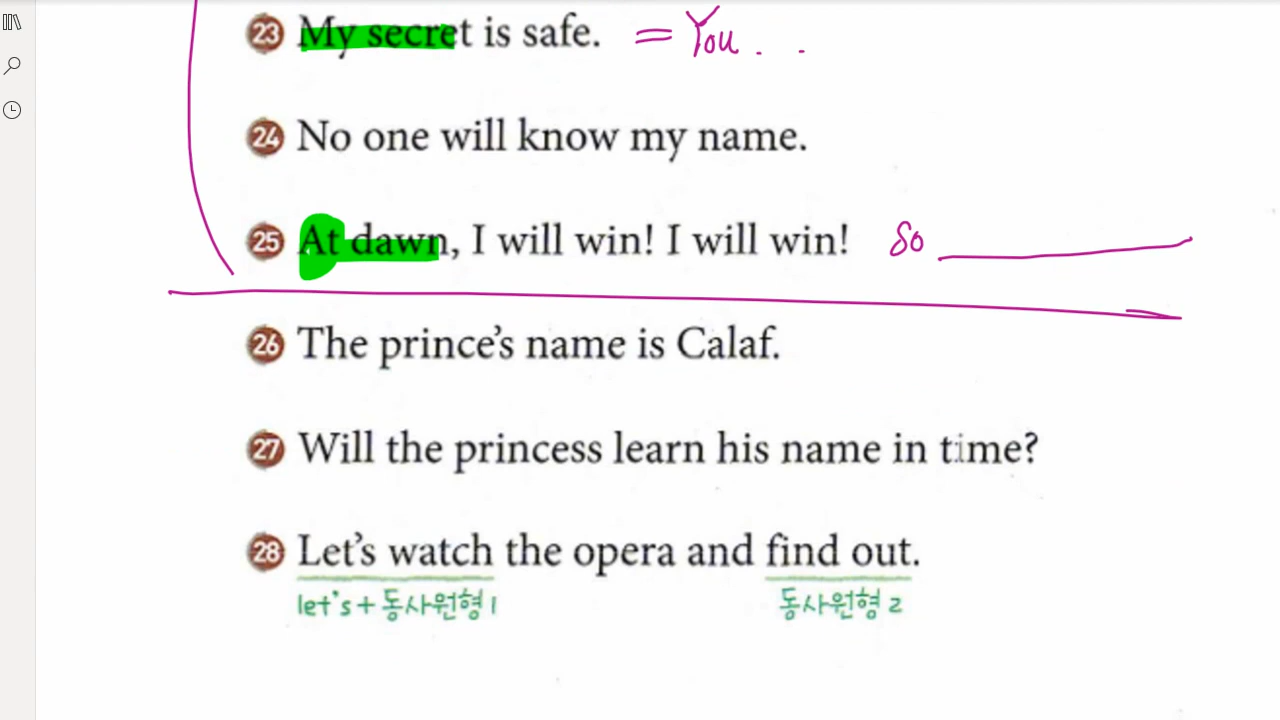 23 My secret is safe. = You . .
24 No one will know my name.
25 At dawn, I will win! I will win! So
26 The prince's name is Calaf.
27 Will the princess learn his name in time?
28 Let's watch the opera and find out.
let's + 동사원형 1 동사원형 2